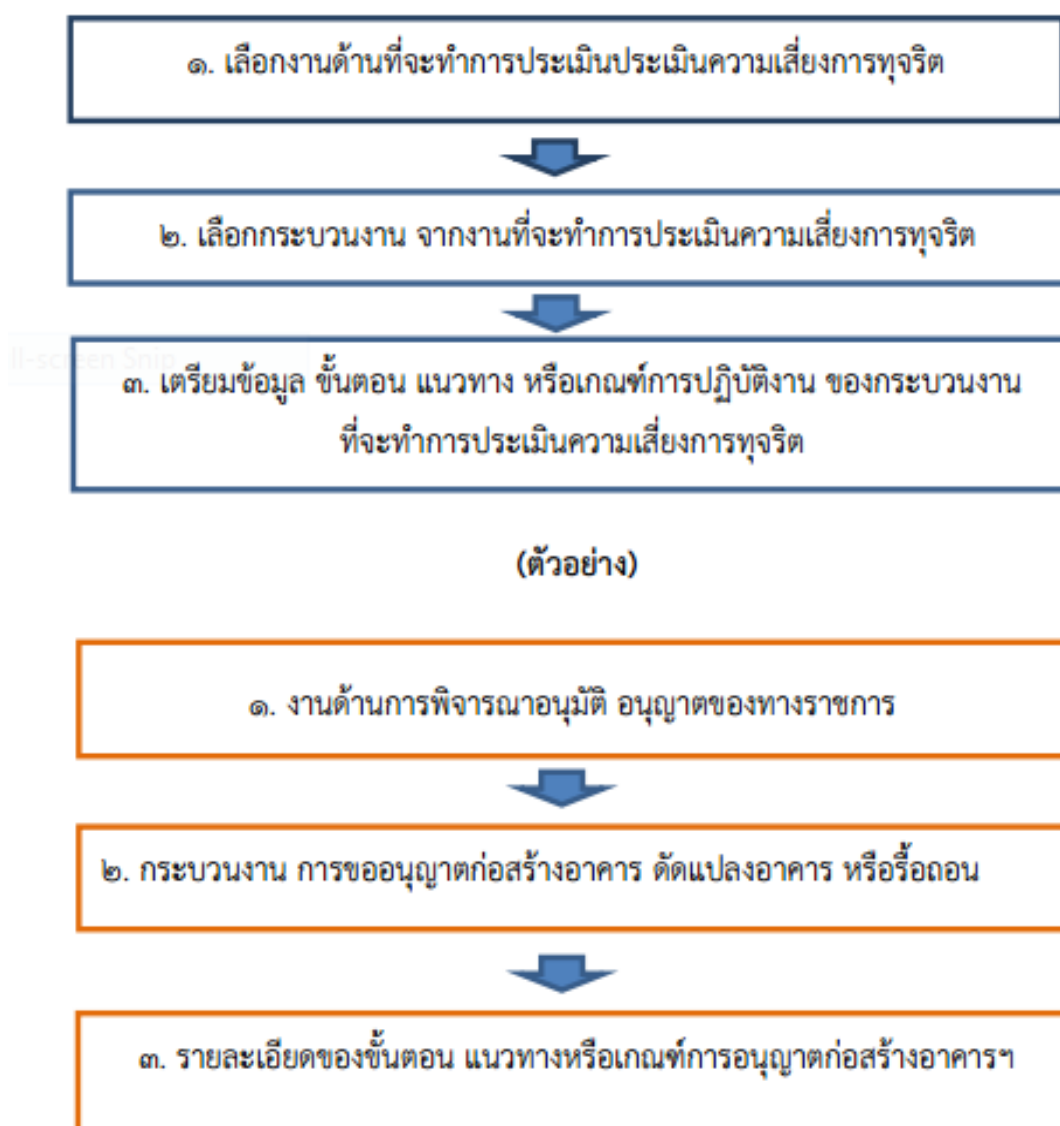 ๑. เลือกงานด้านที่จะทำการประเมินประเมินความเสี่ยงการทุจริต
๒. เลือกกระบวนงาน จากงานที่จะทำการประเมินความเสี่ยงการทุจริต
ll-screen Snip
๓. เตรียมข้อมูล ขั้นตอน แนวทาง หรือเกณฑ์การปฏิบัติงาน ของกระบวนงาน
ที่จะทำการประเมินความเสี่ยงการทุจริต
(ตัวอย่าง)
๑. งานด้านการพิจารณาอนุมัติ อนุญาตของทางราชการ
๒. กระบวนงาน การขออนุญาตก่อสร้างอาคาร ดัดแปลงอาคาร หรือรื้อถอน
๓. รายละเอียดของขั้นตอน แนวทางหรือเกณฑ์การอนุญาตก่อสร้างอาคารฯ